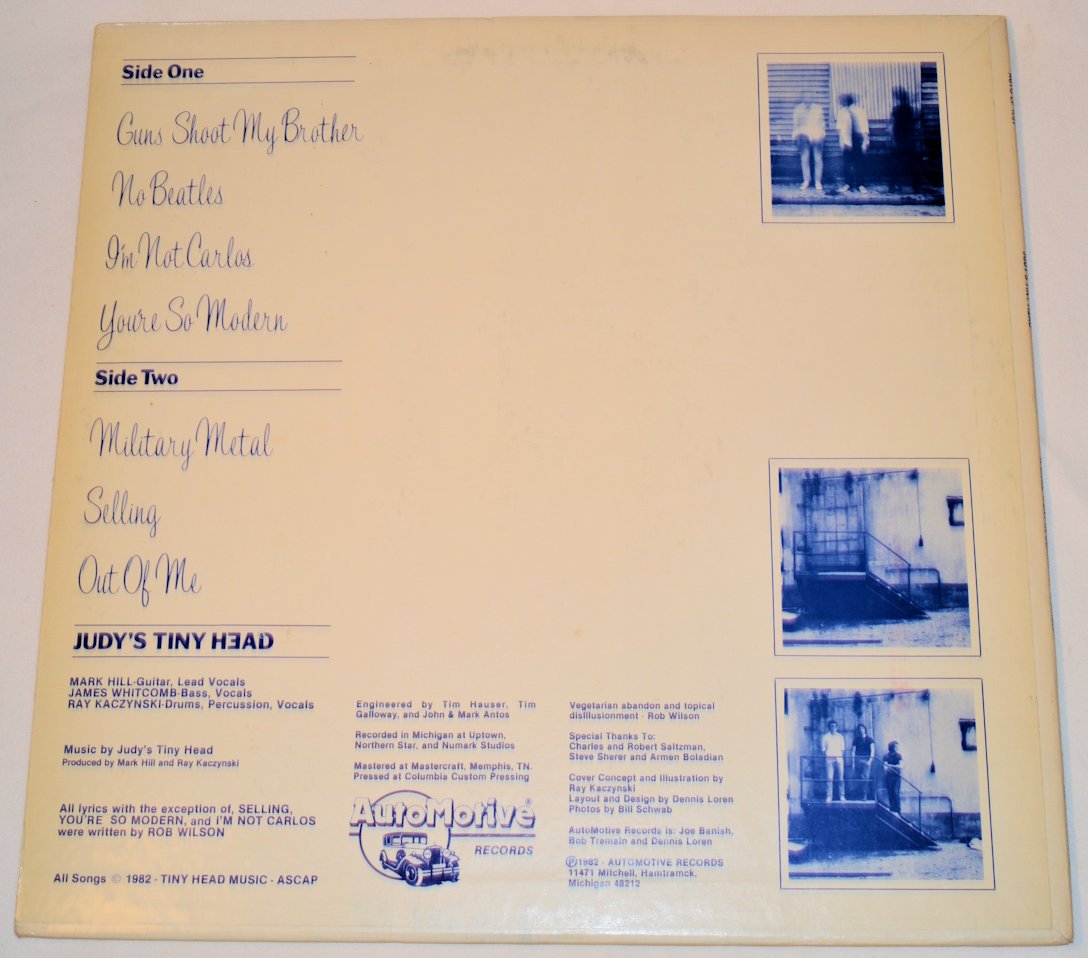 Side One
Guns Shoot My Brother
No Beatles
I'm Not Carlos
You're So Modern
Side Two
Military Metal
Selling
Out Of Me
JUDY'S TINY HƎAD
MARK HILL-Guitar, Lead Vocals
JAMES WHITCOMB-Bass, Vocals
RAY KACZYNSKI-Drums, Percussion, Vocals
Music by Judy's Tiny Head
Produced by Mark Hill and Ray Kaczynski
All lyrics with the exception of, SELLING,
YOU'RE SO MODERN, and I'M NOT CARLOS
were written by ROB WILSON
All Songs © 1982 · TINY HEAD MUSIC · ASCAP
Engineered by Tim Hauser, Tim
Galloway, and John & Mark Antos
Recorded in Michigan at Uptown,
Northern Star, and Numark Studios
Mastered at Mastercraft, Memphis, TN.
Pressed at Columbia Custom Pressing
AutoMotive®
RECORDS
Vegetarian abandon and topical
disillusionment · Rob Wilson
Special Thanks To:
Charles and Robert Saltzman,
Steve Sherer and Armen Boladian
Cover Concept and Illustration by
Ray Kaczynski
Layout and Design by Dennis Loren
Photos by Bill Schwab
AutoMotive Records is: Joe Banish,
Bob Tremain and Dennis Loren
℗1982 · AUTOMOTIVE RECORDS
11471 Mitchell, Hamtramck,
Michigan 48212